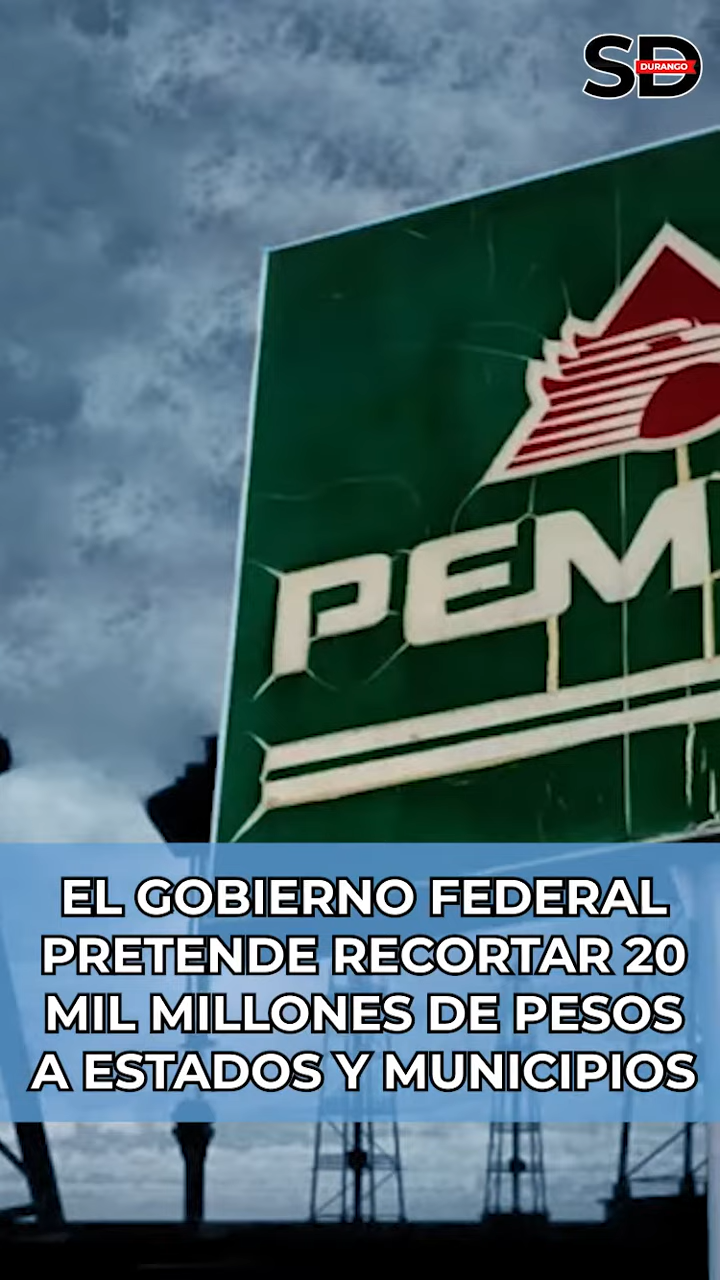 SD
DURANGO
PEM
EL GOBIERNO FEDERAL
PRETENDE RECORTAR 20
MIL MILLONES DE PESOS
A ESTADOS Y MUNICIPIOS